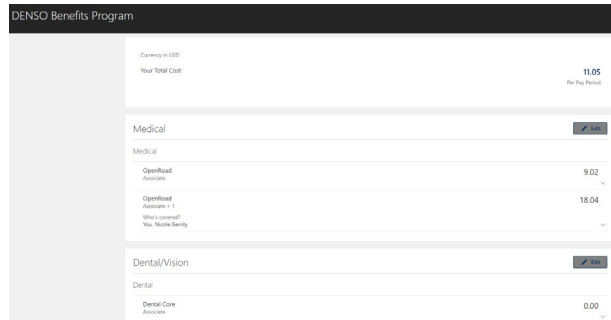 DENSO Benefits Program
Currency in USD
Your Total Cost
11.05
Per Pay Period
Medical
Edit
Medical
OpenRoad
Associate
9.02
OpenRoad
Associate + 1
18.04
Who's covered?
You, Nicole Gerrity
Dental/Vision
Edit
Dental
Dental Core
Associate
0.00